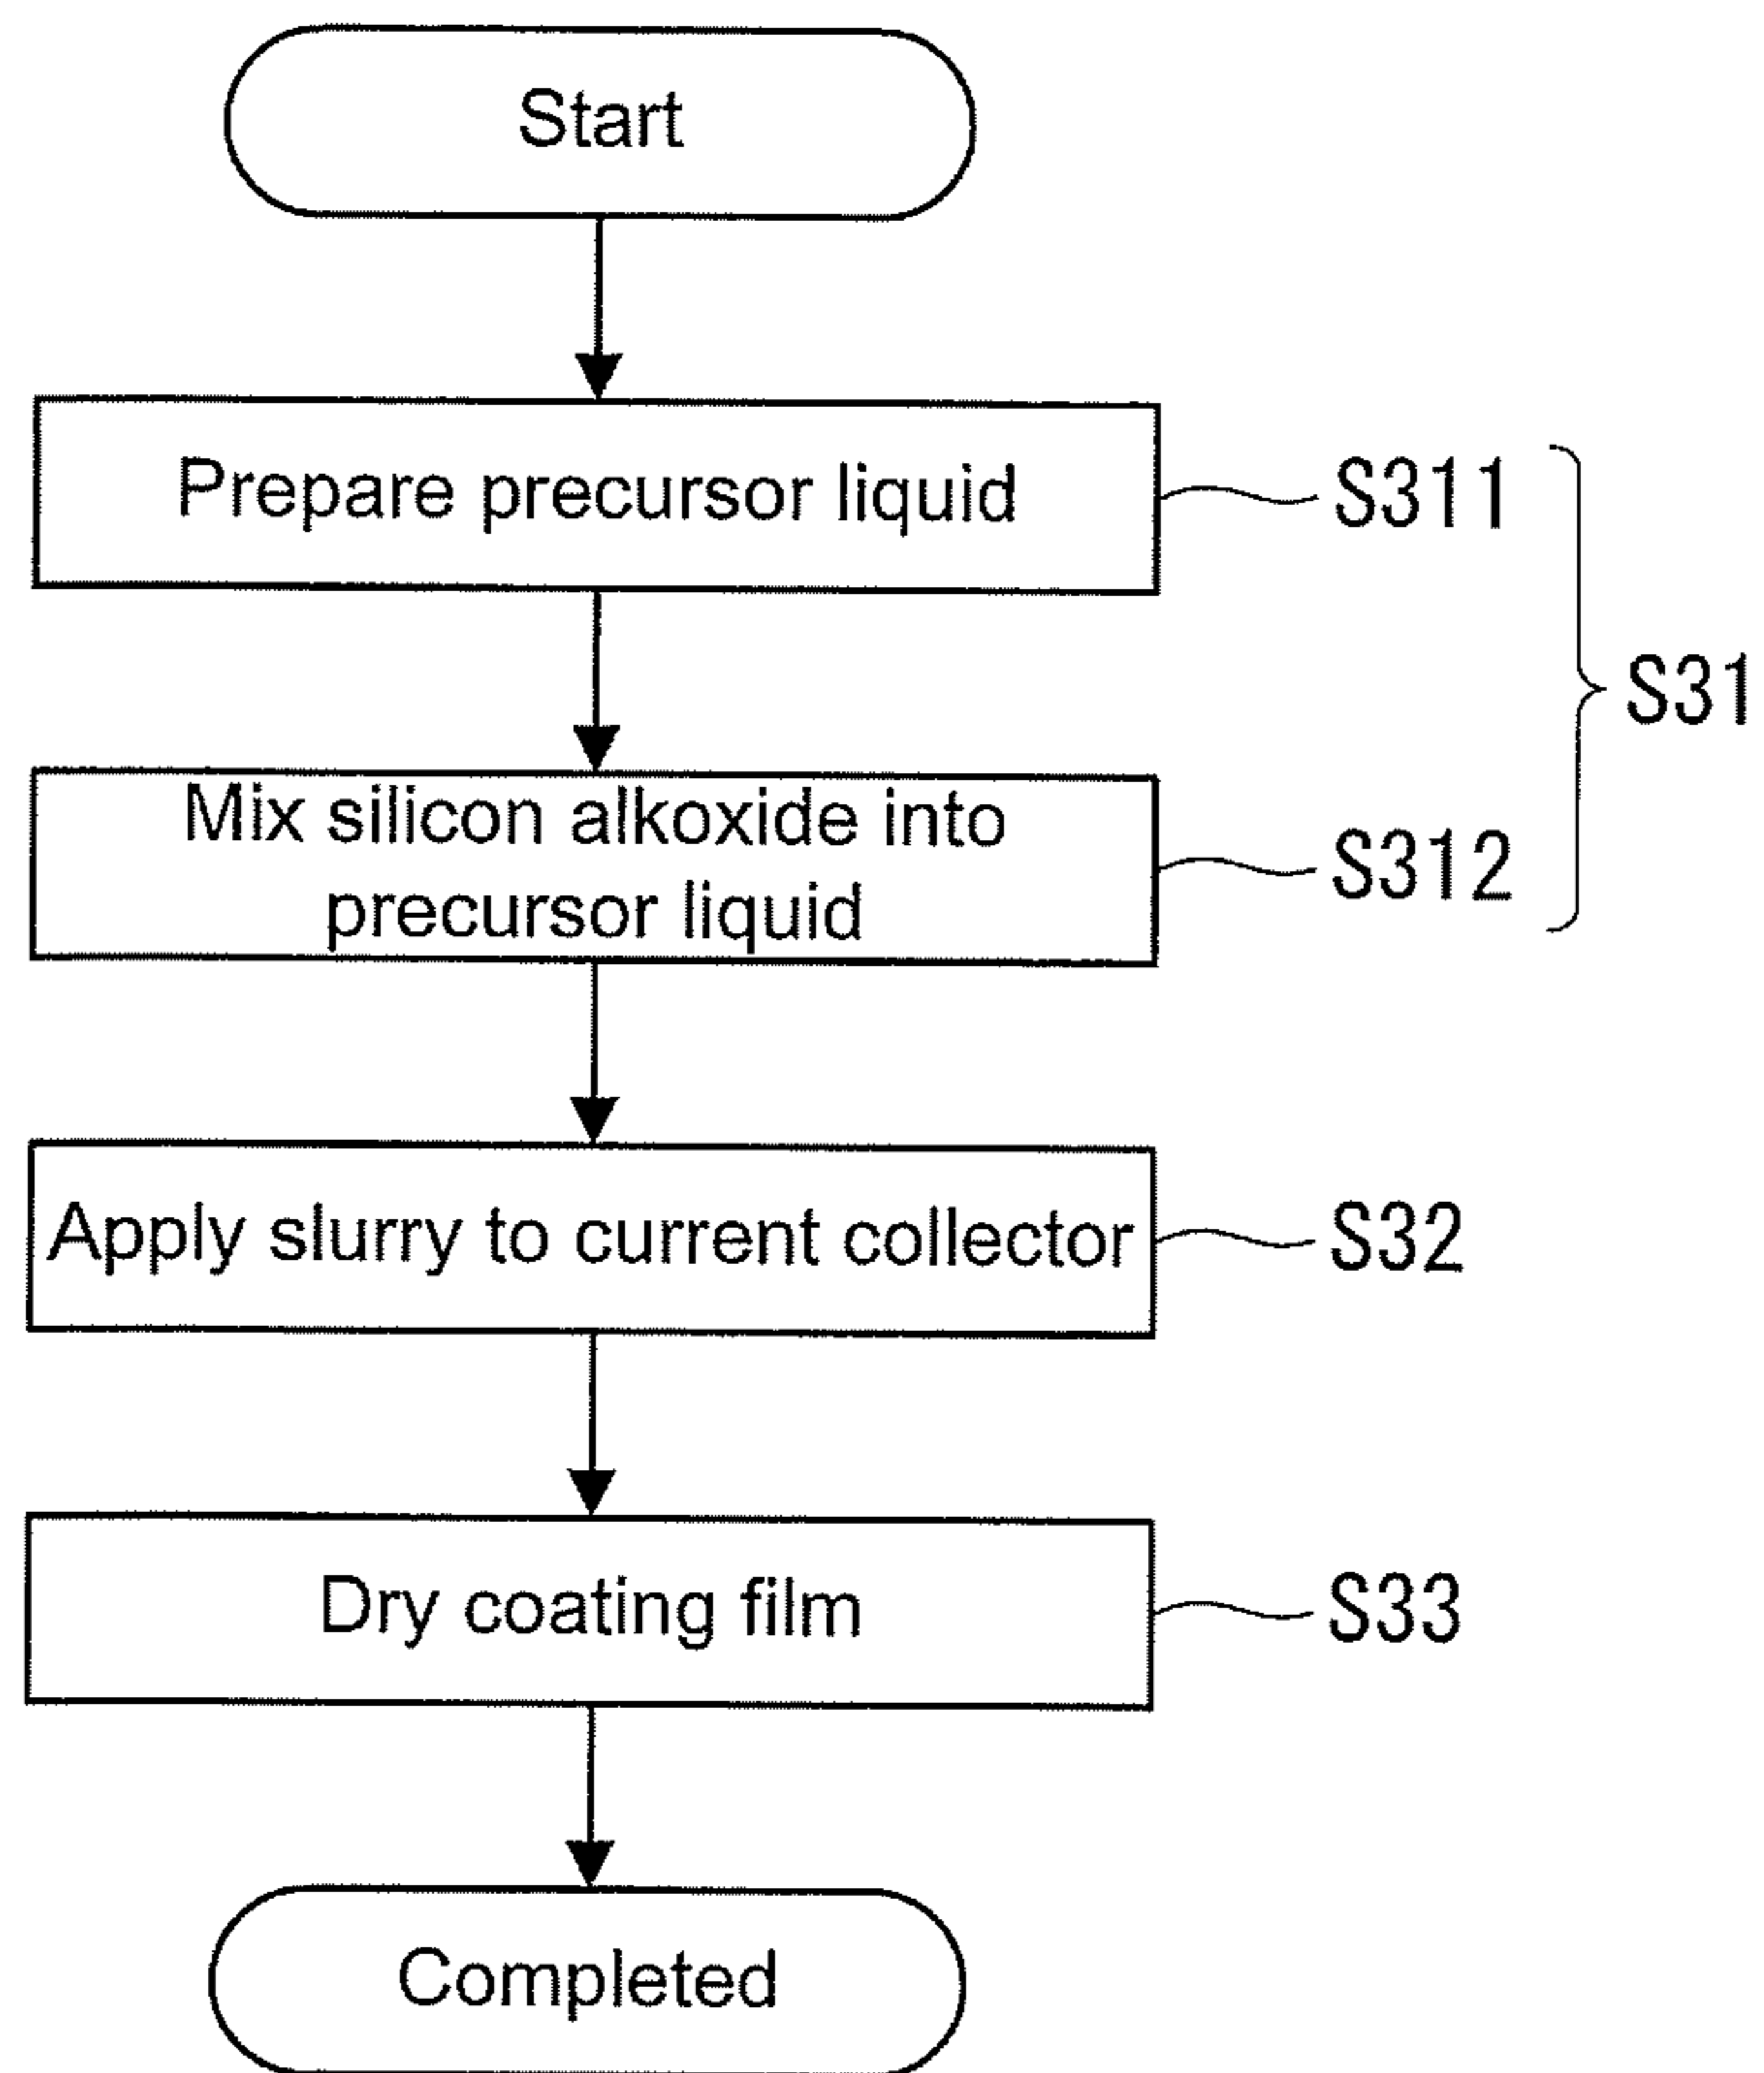 Start
Prepare precursor liquid
S311
S31
Mix silicon alkoxide into
precursor liquid
S312
Apply slurry to current collector
S32
Dry coating film
S33
Completed